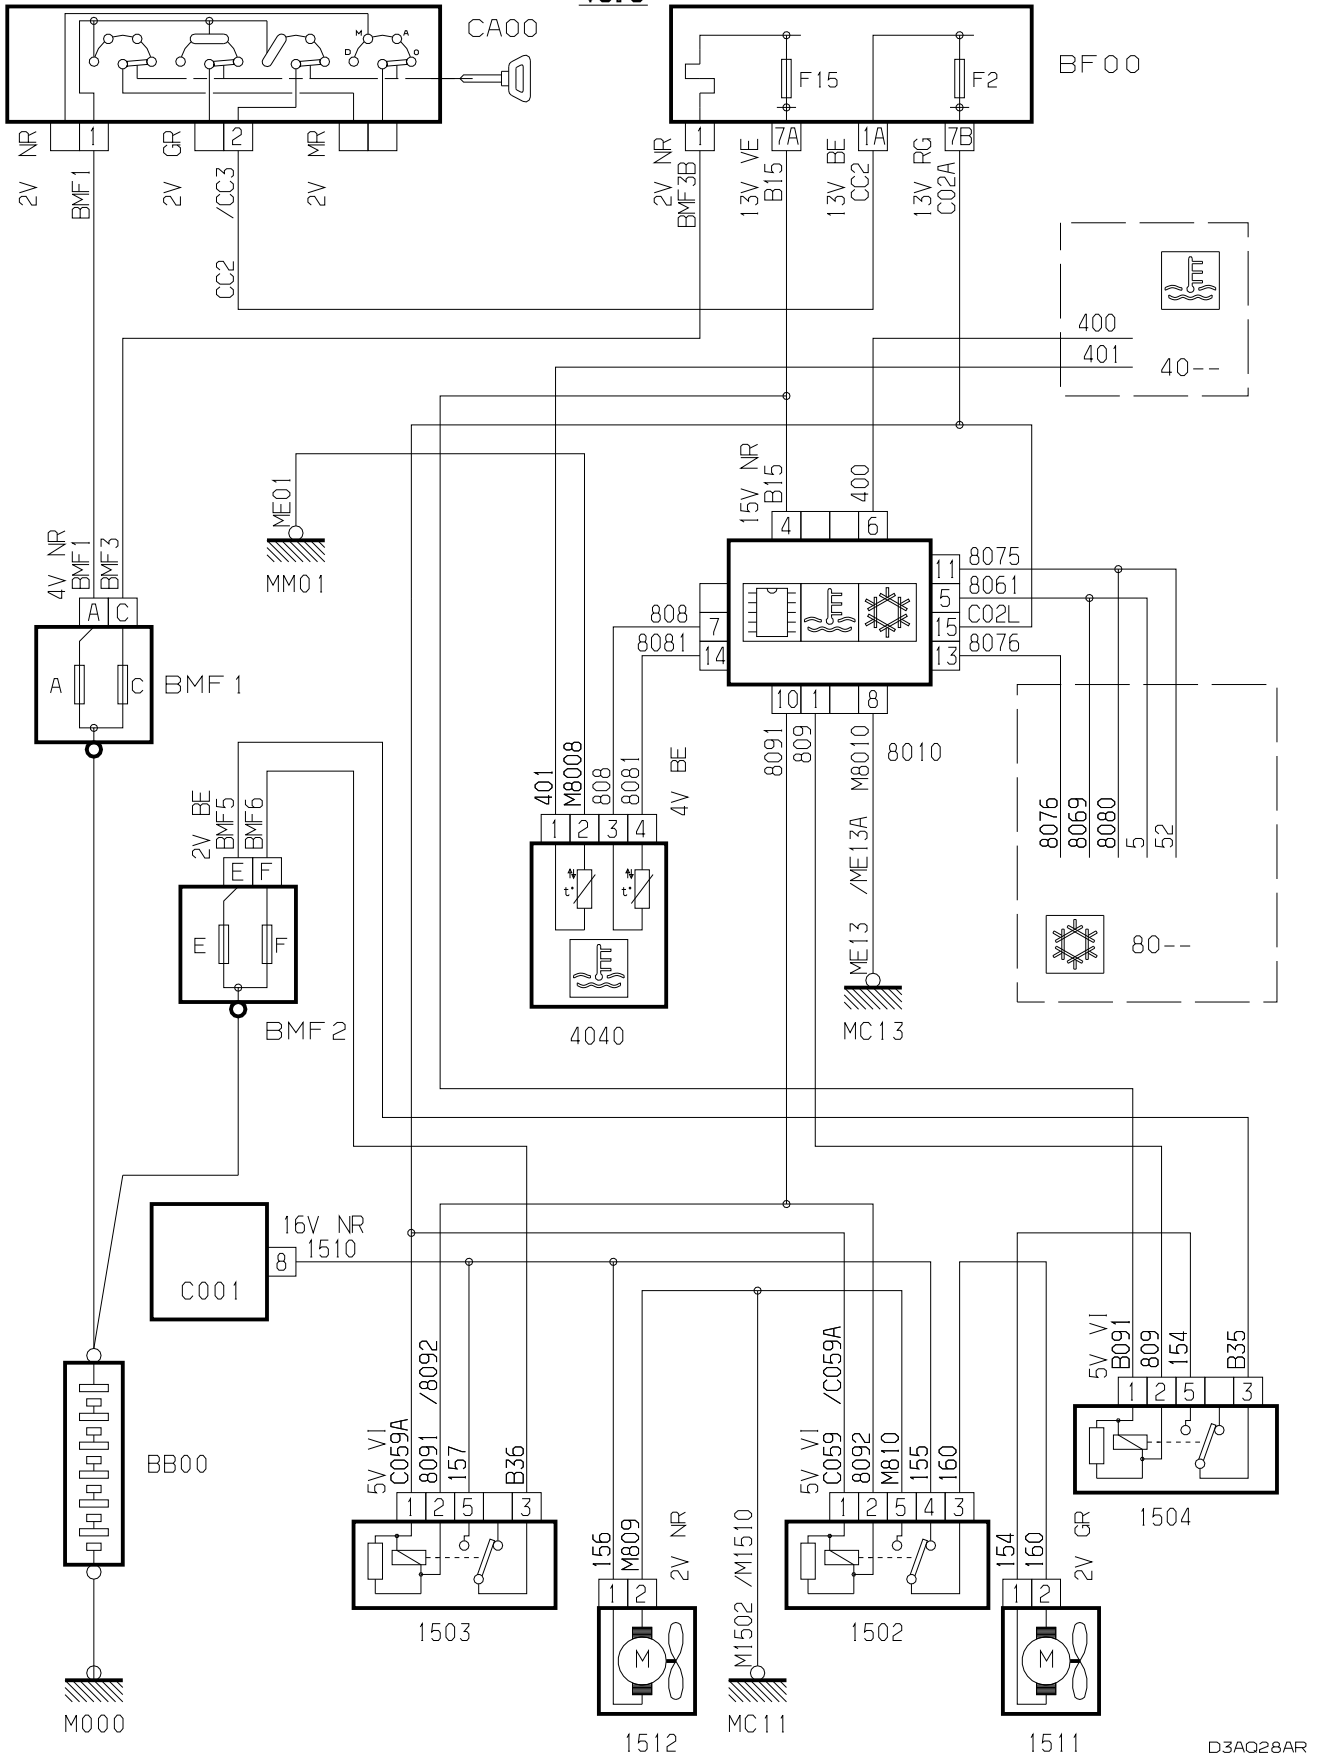 CA00
M
A
D
O
1
2
2V NR
BMF1
2V GR
/CC3
CC2
2V MR
BF00
F15
F2
1
7A
1A
7B
2V NR
BMF3B
13V VE
B15
13V BE
CC2
13V RG
C02A
400
401
40--
ME01
MM01
15V NR
B15
400
4
6
4V NR
BMF1
BMF3
A
C
A
C
BMF1
808
8081
7
14
11
5
15
13
8075
8061
C02L
8076
10
1
8
8091
809
M8010
/ME13A
ME13
8010
MC13
2V BE
BMF5
BMF6
E
F
E
F
BMF2
401
M8008
808
8081
4V BE
1
2
3
4
t°
t°
4040
8076
8069
8080
5
52
80--
C001
8
16V NR
1510
BB00
M000
5V VI
C059A
8091
/8092
157
B36
1
2
5
3
1503
156
M809
2V NR
1
2
M
1512
M1502 /M1510
MC11
5V VI
C059
/C059A
8092
M810
155
160
1
2
5
4
3
1502
154
160
2V GR
1
2
M
1511
5V VI
B091
809
154
B35
1
2
5
3
1504
D3AQ28AR